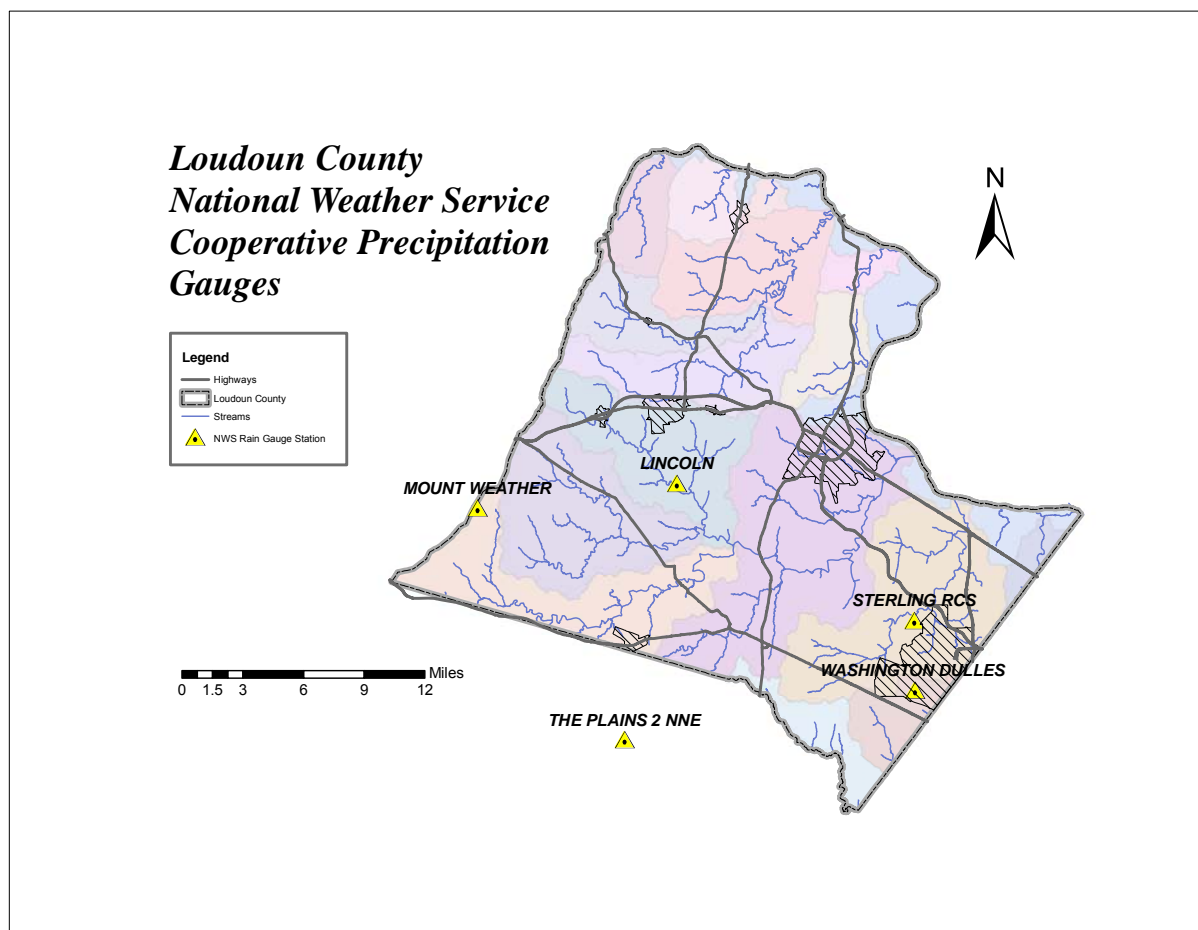 Loudoun County
National Weather Service
Cooperative Precipitation
Gauges
N
Legend
Highways
Loudoun County
Streams
NWS Rain Gauge Station
LINCOLN
MOUNT WEATHER
STERLING RCS
WASHINGTON DULLES
THE PLAINS 2 NNE
Miles
0 1.5 3 6 9 12